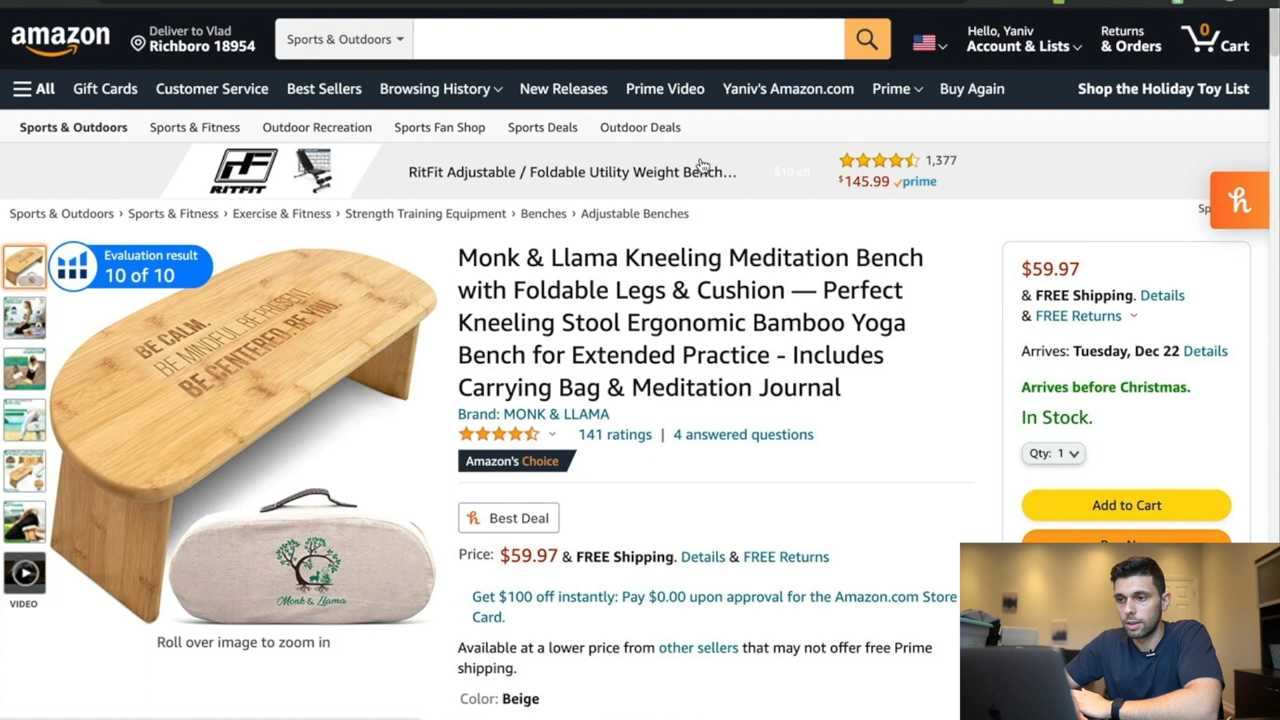 amazon
Deliver to Vlad
Richboro 18954
Sports & Outdoors
Hello, Yaniv
Account & Lists
Returns
& Orders
0
Cart
All
Gift Cards
Customer Service
Best Sellers
Browsing History
New Releases
Prime Video
Yaniv's Amazon.com
Prime
Buy Again
Shop the Holiday Toy List
Sports & Outdoors
Sports & Fitness
Outdoor Recreation
Sports Fan Shop
Sports Deals
Outdoor Deals
RITFIT
RitFit Adjustable / Foldable Utility Weight Bench...
$10 off
1,377
$145.99 prime
Sports & Outdoors › Sports & Fitness › Exercise & Fitness › Strength Training Equipment › Benches › Adjustable Benches
Sp
Evaluation result
10 of 10
BE CALM.
BE MINDFUL. BE PRESENT.
BE CENTERED. BE YOU.
Monk & Llama
VIDEO
Roll over image to zoom in
Monk & Llama Kneeling Meditation Bench
with Foldable Legs & Cushion — Perfect
Kneeling Stool Ergonomic Bamboo Yoga
Bench for Extended Practice - Includes
Carrying Bag & Meditation Journal
Brand: MONK & LLAMA
141 ratings | 4 answered questions
Amazon's Choice
Best Deal
Price: $59.97 & FREE Shipping. Details & FREE Returns
Get $100 off instantly: Pay $0.00 upon approval for the Amazon.com Store
Card.
Available at a lower price from other sellers that may not offer free Prime
shipping.
Color: Beige
$59.97
& FREE Shipping. Details
& FREE Returns
Arrives: Tuesday, Dec 22 Details
Arrives before Christmas.
In Stock.
Qty: 1
Add to Cart